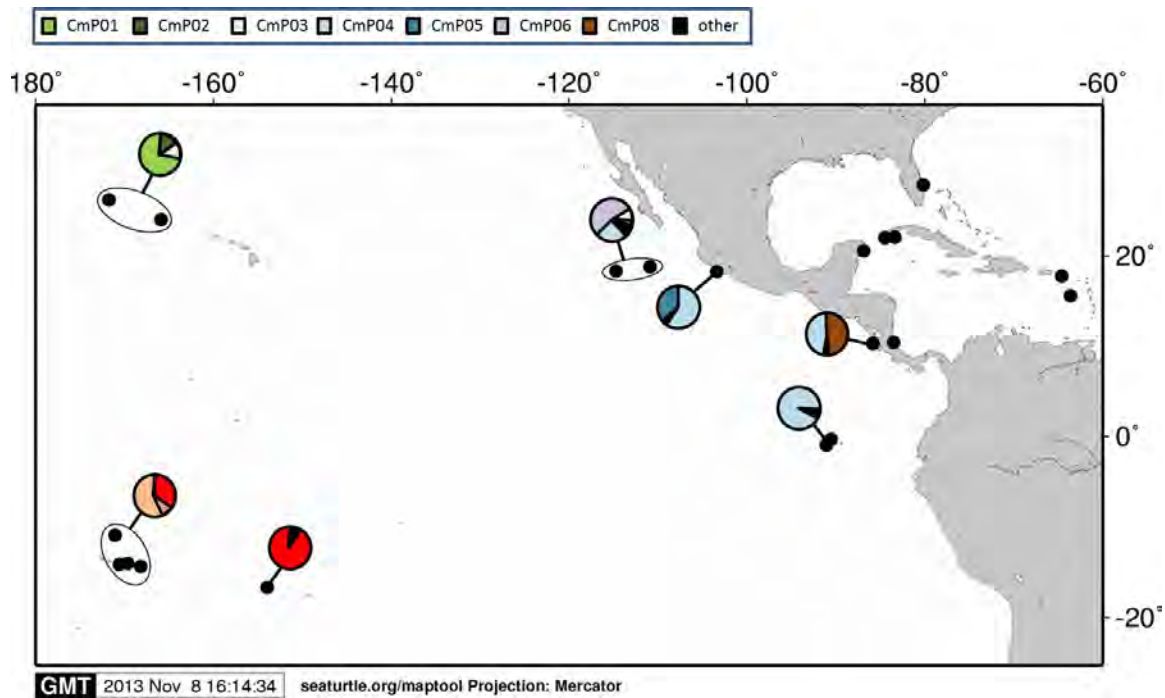 CmP01 CmP02 CmP03 CmP04 CmP05 CmP06 CmP08 other
-180° -160° -140° -120° -100° -80° -60°
20°
0°
-20°
GMT 2013 Nov 8 16:14:34 seaturtle.org/maptool Projection: Mercator